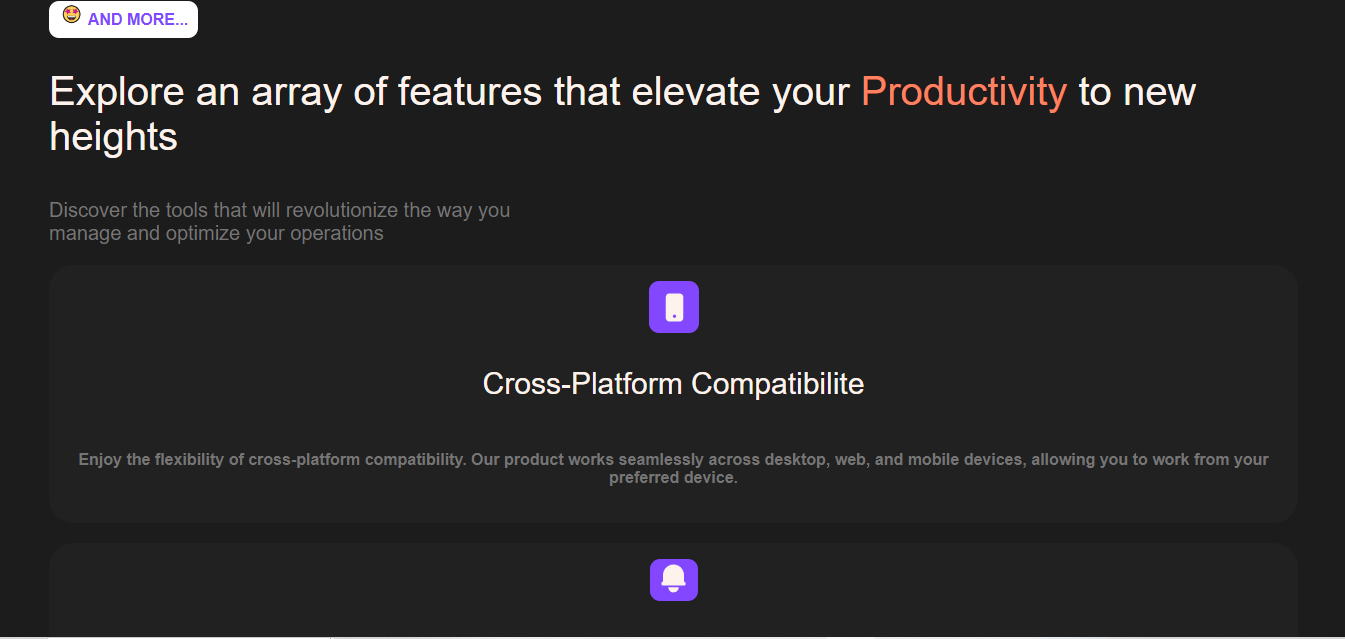 AND MORE...
Explore an array of features that elevate your Productivity to new
heights
Discover the tools that will revolutionize the way you
manage and optimize your operations
Cross-Platform Compatibilite
Enjoy the flexibility of cross-platform compatibility. Our product works seamlessly across desktop, web, and mobile devices, allowing you to work from your
preferred device.